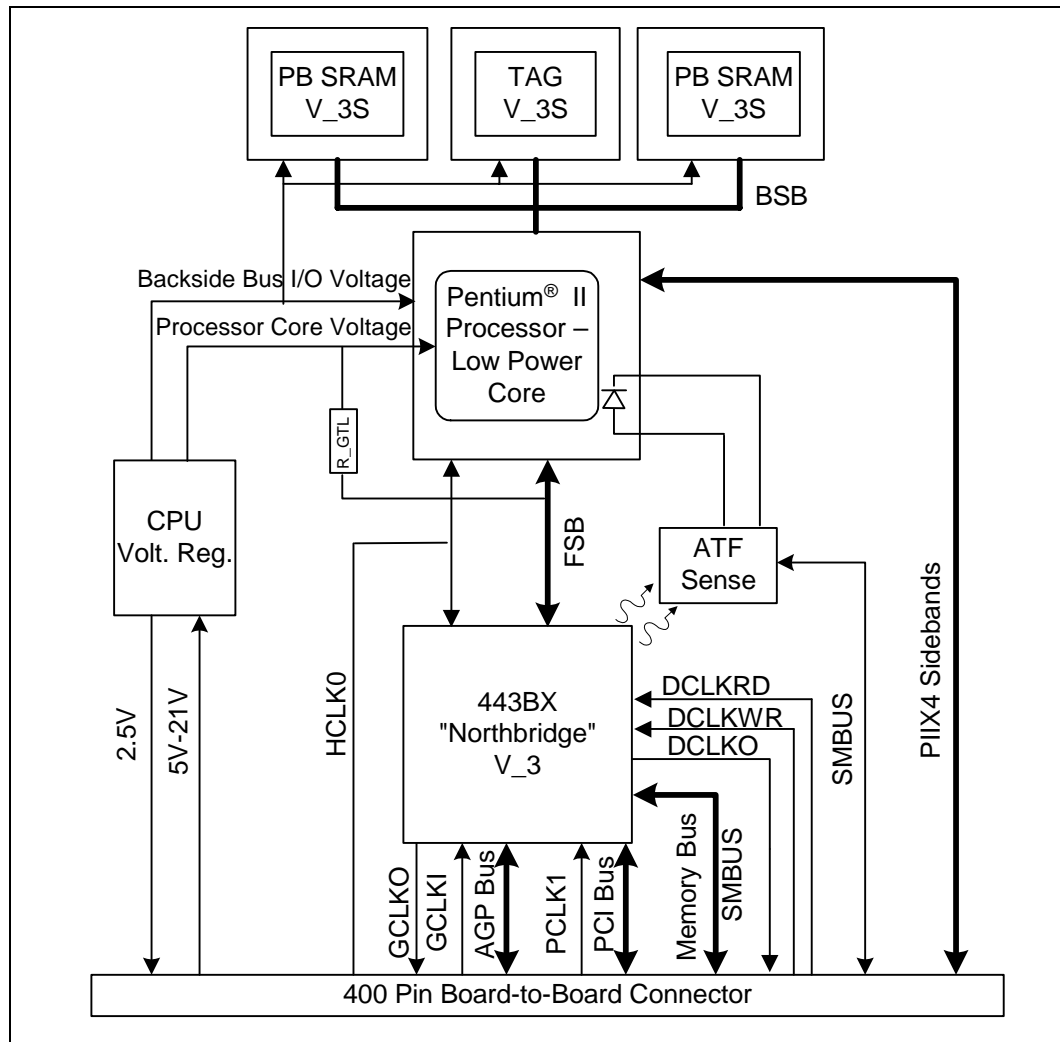 PB SRAM
V_3S
TAG
V_3S
PB SRAM
V_3S
BSB
Backside Bus I/O Voltage
Processor Core Voltage
Pentium® II
Processor –
Low Power
Core
R_GTL
CPU
Volt. Reg.
FSB
ATF
Sense
2.5V
5V-21V
HCLK0
443BX
"Northbridge"
V_3
DCLKRD
DCLKWR
DCLKO
SMBUS
PIIX4 Sidebands
GCLKO
GCLKI
AGP Bus
PCLK1
PCI Bus
Memory Bus
SMBUS
400 Pin Board-to-Board Connector